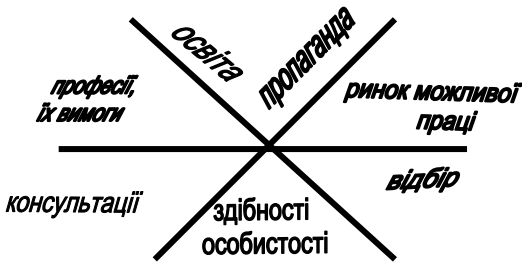 освіта
пропаганда
професії,
їх вимоги
ринок можливої
праці
консультації
здібності
особистості
відбір